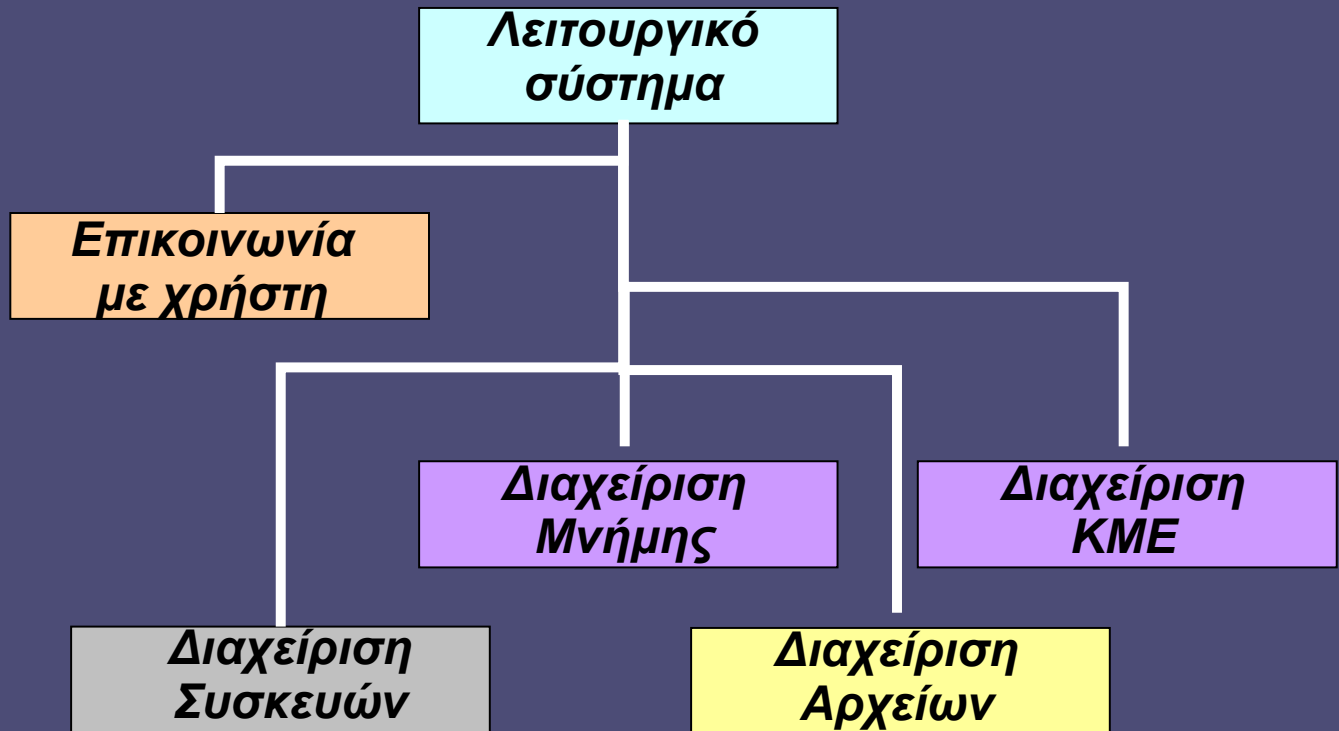 Λειτουργικό
σύστημα
Επικοινωνία
με χρήστη
Διαχείριση
Μνήμης
Διαχείριση
ΚΜΕ
Διαχείριση
Συσκευών
Διαχείριση
Αρχείων